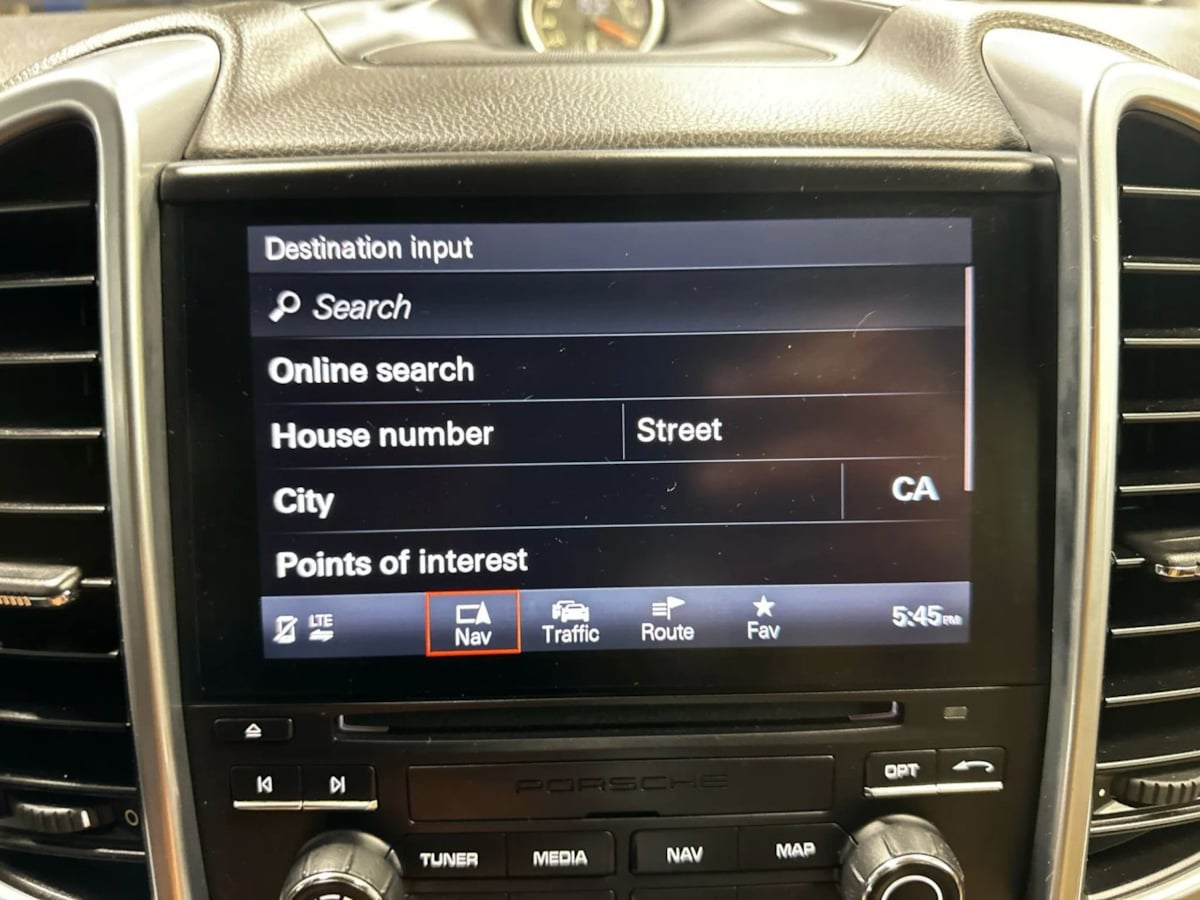 Destination input
Search
Online search
House number Street
City CA
Points of interest
LTE Nav Traffic Route Fav 5:45PM
PORSCHE
OPT
TUNER MEDIA NAV MAP